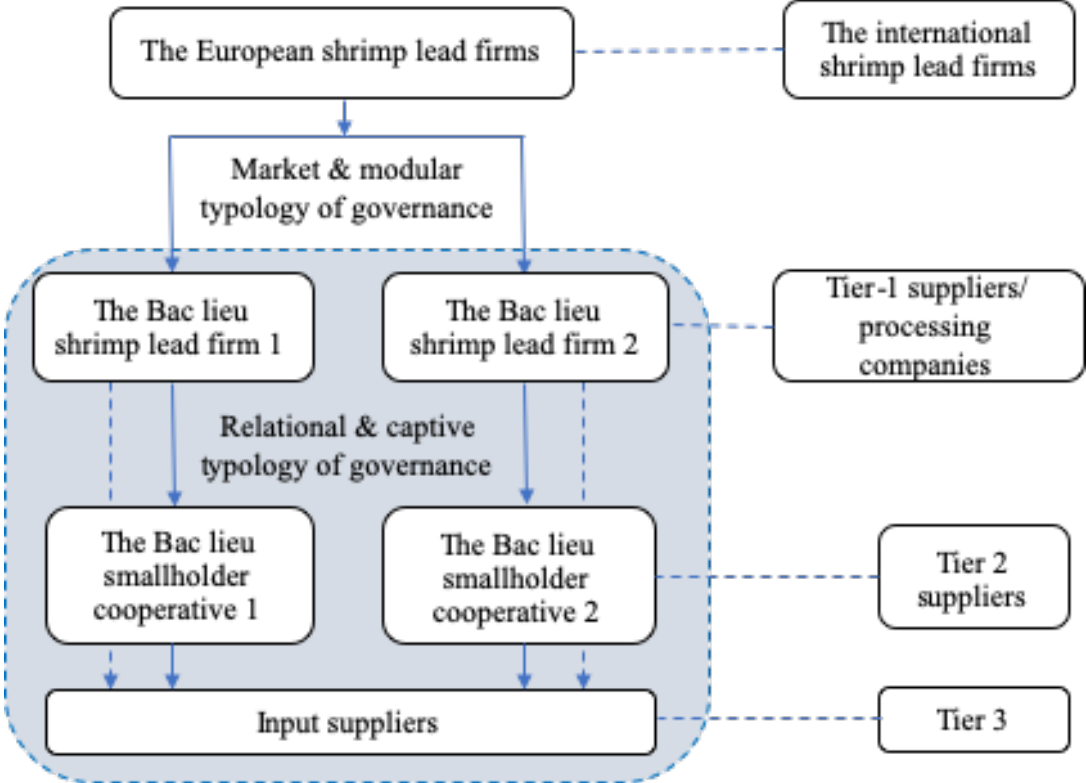 The European shrimp lead firms
The international
shrimp lead firms
Market & modular
typology of governance
The Bac lieu
shrimp lead firm 1
The Bac lieu
shrimp lead firm 2
Tier-1 suppliers/
processing
companies
Relational & captive
typology of governance
The Bac lieu
smallholder
cooperative 1
The Bac lieu
smallholder
cooperative 2
Tier 2
suppliers
Input suppliers
Tier 3